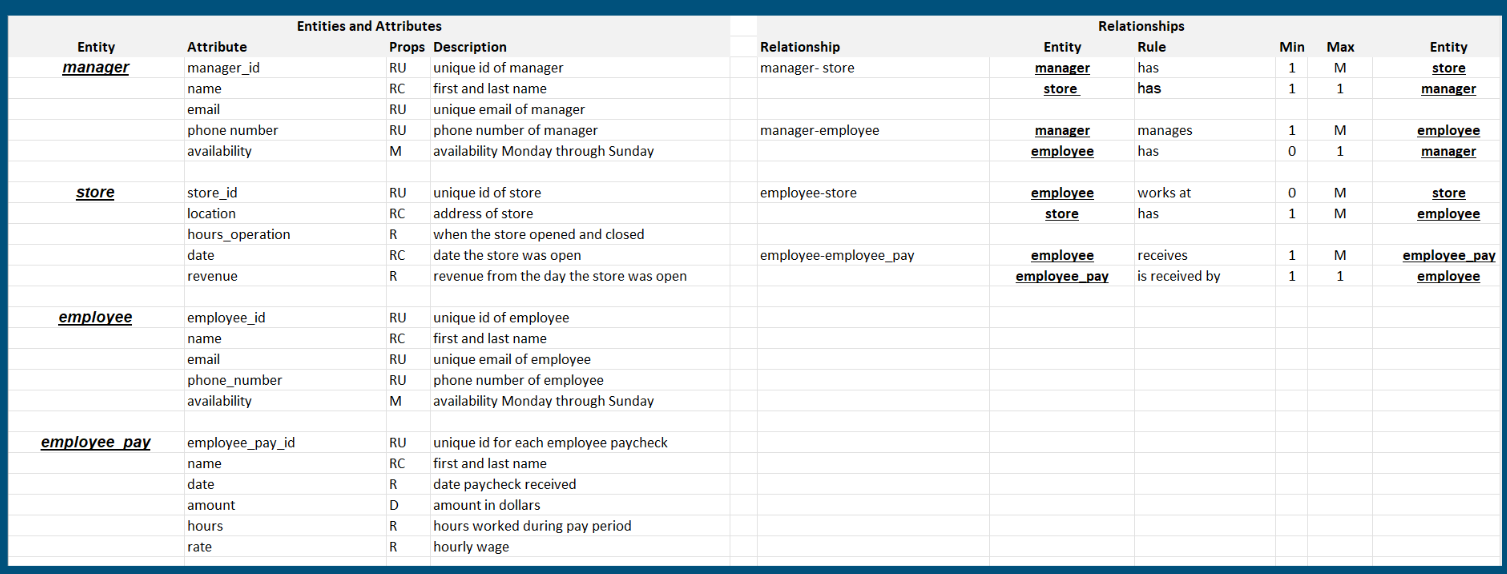 Entities and Attributes Relationships
Entity Attribute Props Description Relationship Entity Rule Min Max Entity
manager manager_id RU unique id of manager manager- store manager has 1 M store
name RC first and last name store has 1 1 manager
email RU unique email of manager
phone number RU phone number of manager manager-employee manager manages 1 M employee
availability M availability Monday through Sunday employee has 0 1 manager
store store_id RU unique id of store employee-store employee works at 0 M store
location RC address of store store has 1 M employee
hours_operation R when the store opened and closed
date RC date the store was open employee-employee_pay employee receives 1 M employee_pay
revenue R revenue from the day the store was open employee_pay is received by 1 1 employee
employee employee_id RU unique id of employee
name RC first and last name
email RU unique email of employee
phone_number RU phone number of employee
availability M availability Monday through Sunday
employee_pay employee_pay_id RU unique id for each employee paycheck
name RC first and last name
date R date paycheck received
amount D amount in dollars
hours R hours worked during pay period
rate R hourly wage